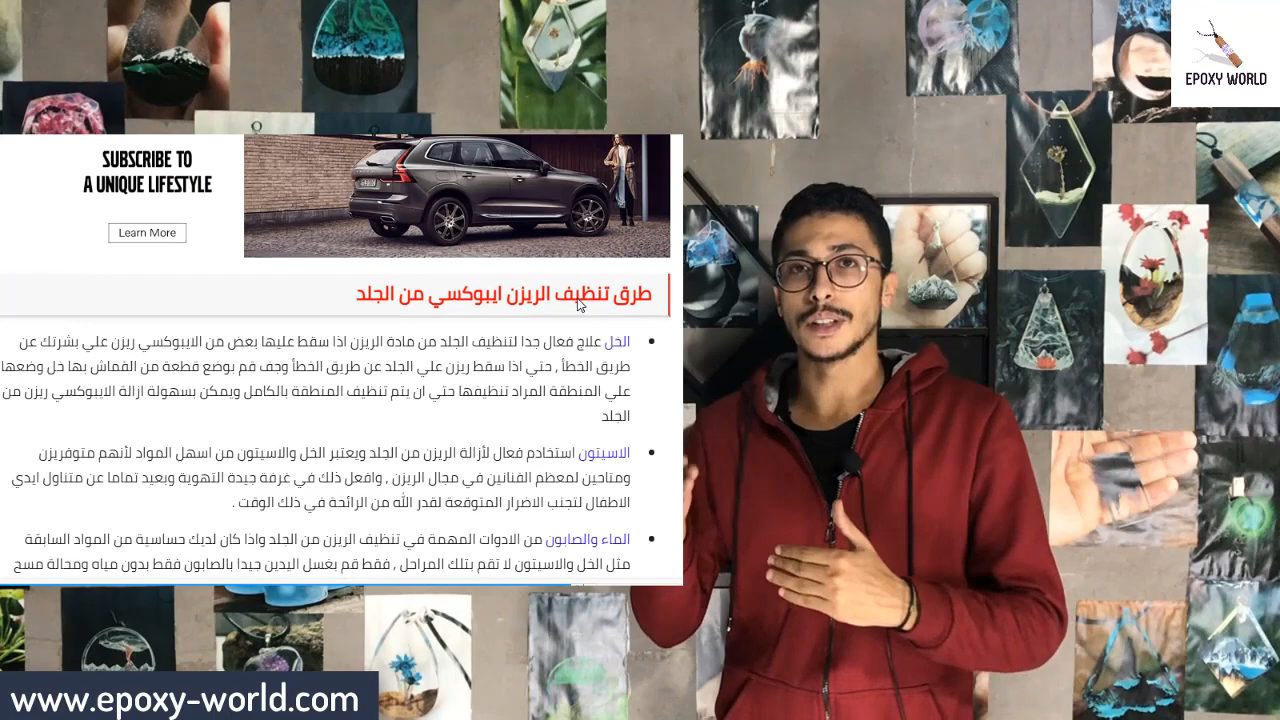 EPOXY WORLD
SUBSCRIBE TO
A UNIQUE LIFESTYLE
Learn More
طرق تنظيف الريزن ايبوكسي من الجلد
الخل علاج فعال جدا لتنظيف الجلد من مادة الريزن اذا سقط عليها بعض من الايبوكسي ريزن علي بشرتك عن
طريق الخطأ , حتي اذا سقط ريزن علي الجلد عن طريق الخطأ وجف قم بوضع قطعة من القماش بها خل وضعها
علي المنطقة المراد تنظيفها حتي ان يتم تنظيف المنطقة بالكامل ويمكن بسهولة ازالة الايبوكسي ريزن من
الجلد
الاسيتون استخادم فعال لأزالة الريزن من الجلد ويعتبر الخل والاسيتون من اسهل المواد لأنهم متوفريزن
ومتاحين لمعظم الفنانين في مجال الريزن , وافعل ذلك في غرفة جيدة التهوية وبعيد تماما عن متناول ايدي
الاطفال لتجنب الاضرار المتوقعة لقدر الله من الرائحة في ذلك الوقت .
الماء والصابون من الادوات المهمة في تنظيف الريزن من الجلد واذا كان لديك حساسية من المواد السابقة
مثل الخل والاسيتون لا تقم بتلك المراحل , فقط قم بغسل اليدين جيدا بالصابون فقط بدون مياه ومحالة مسح
www.epoxy-world.com